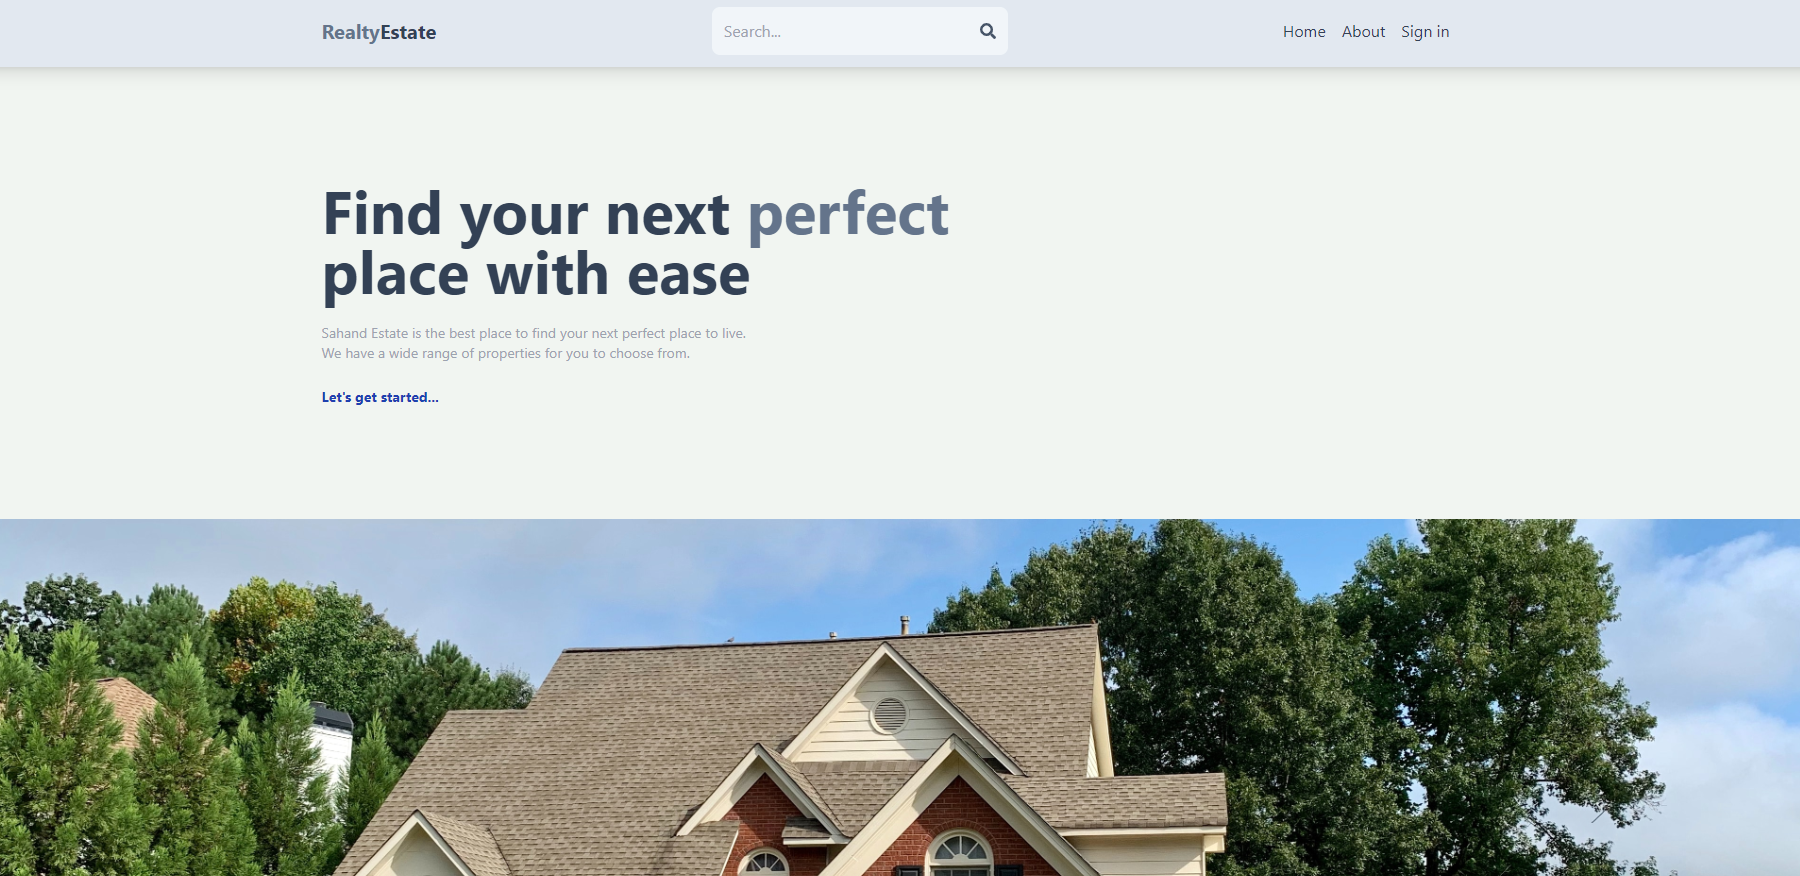 RealtyEstate
Search...
Home About Sign in
Find your next perfect
place with ease
Sahand Estate is the best place to find your next perfect place to live.
We have a wide range of properties for you to choose from.
Let's get started...